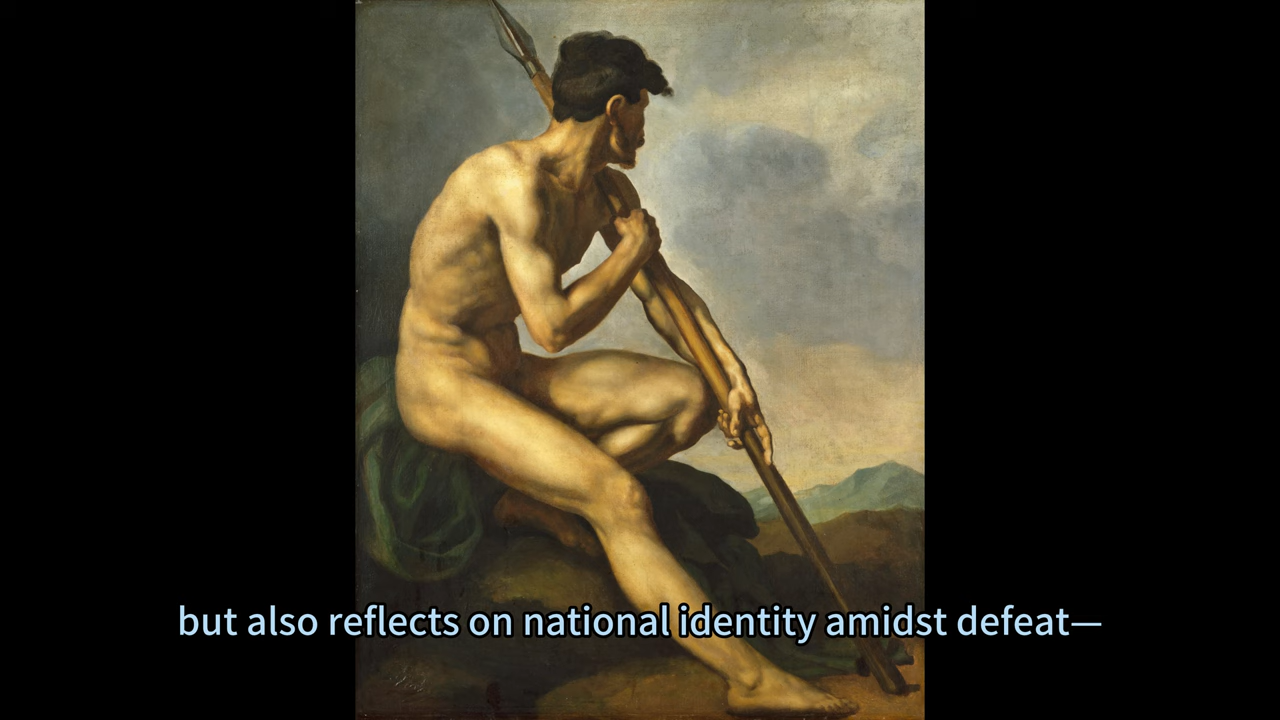 but also reflects on national identity amidst defeat—